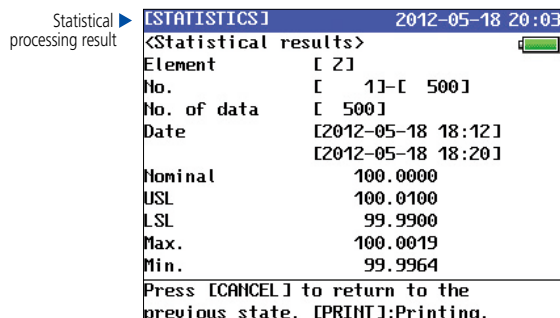 Statistical ▶
processing result
[STATISTICS] 2012-05-18 20:03
<Statistical results>
Element [ Z]
No. [ 1]-[ 500]
No. of data [ 500]
Date [2012-05-18 18:12]
[2012-05-18 18:20]
Nominal 100.0000
USL 100.0100
LSL 99.9900
Max. 100.0019
Min. 99.9964
Press [CANCEL] to return to the
previous state. [PRINT]:Printing.